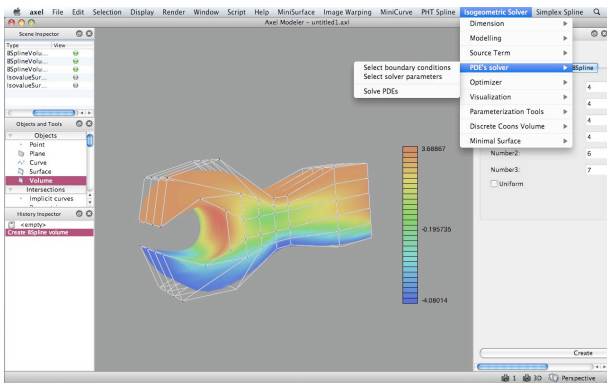 axel File Edit Selection Display Render Window Script Help MiniSurface Image Warping MiniCurve PHT Spline Isogeometric Solver Simplex Spline
Axel Modeler - untitled1.axl
Scene Inspector
Type View
BSplineVolu...
BSplineVolu...
BSplineVolu...
IsovalueSur...
IsovalueSur...
Objects and Tools
Objects
Point
Plane
Curve
Surface
Volume
Intersections
Implicit curves
History Inspector
<empty>
Create BSpline volume
Dimension
Modelling
Source Term
PDE's solver
Optimizer
Visualization
Parameterization Tools
Discrete Coons Volume
Minimal Surface
Select boundary conditions
Select solver parameters
Solve PDEs
3.68867
-0.195735
-4.08014
BSpline
4
4
4
4
Number2: 6
Number3: 7
Uniform
Create
1 3D Perspective